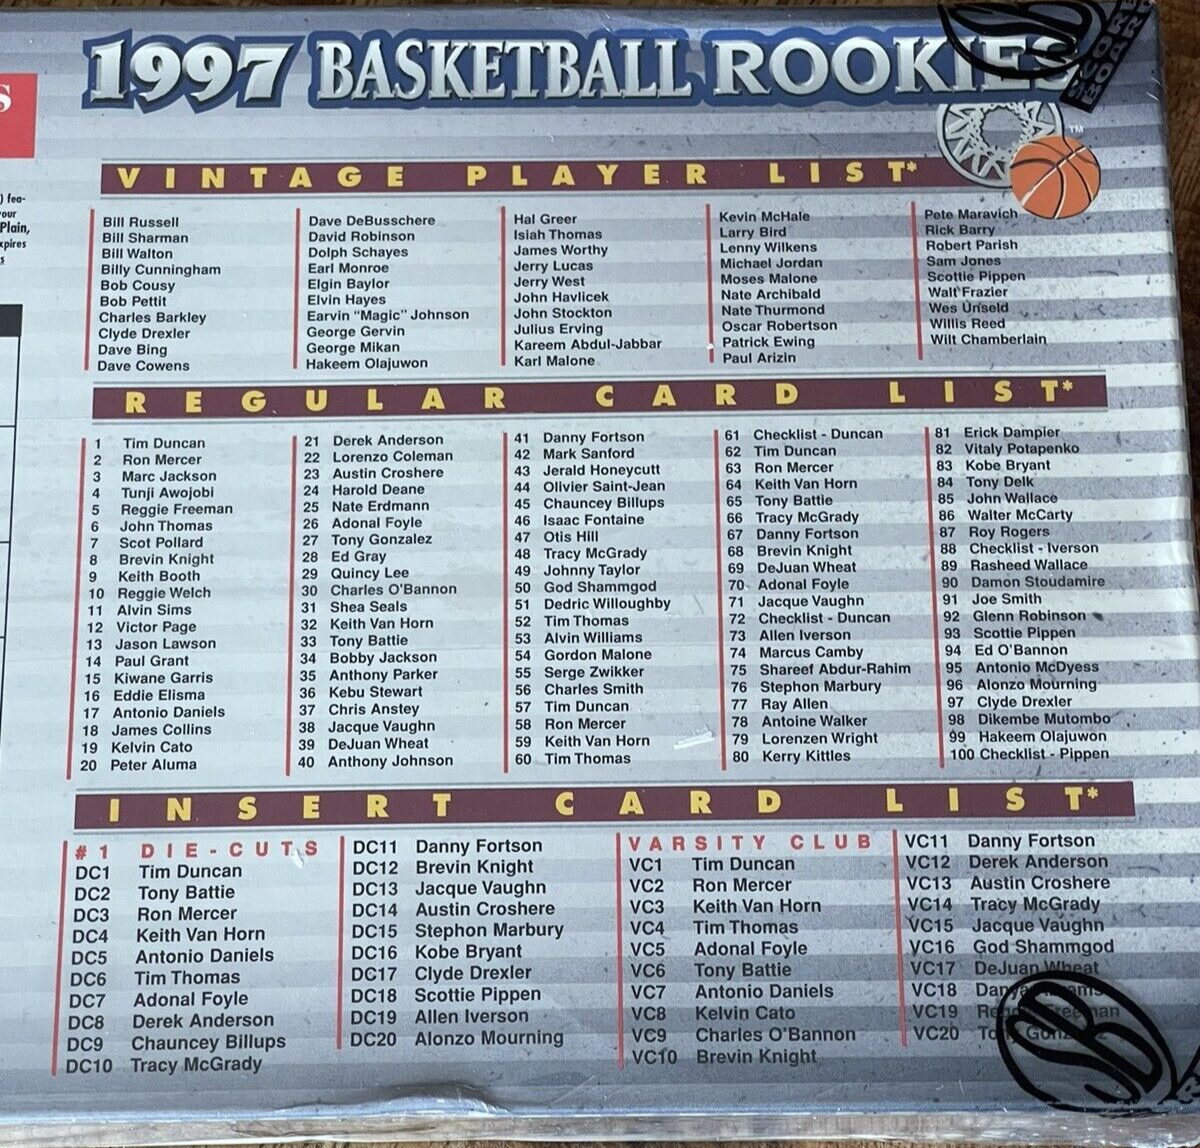 1997 BASKETBALL ROOKIES
SCORE BOARD
TM
S
) fea-
your
Plain,
xpires
s
VINTAGE PLAYER LIST*
Bill Russell
Bill Sharman
Bill Walton
Billy Cunningham
Bob Cousy
Bob Pettit
Charles Barkley
Clyde Drexler
Dave Bing
Dave Cowens
Dave DeBusschere
David Robinson
Dolph Schayes
Earl Monroe
Elgin Baylor
Elvin Hayes
Earvin "Magic" Johnson
George Gervin
George Mikan
Hakeem Olajuwon
Hal Greer
Isiah Thomas
James Worthy
Jerry Lucas
Jerry West
John Havlicek
John Stockton
Julius Erving
Kareem Abdul-Jabbar
Karl Malone
Kevin McHale
Larry Bird
Lenny Wilkens
Michael Jordan
Moses Malone
Nate Archibald
Nate Thurmond
Oscar Robertson
Patrick Ewing
Paul Arizin
Pete Maravich
Rick Barry
Robert Parish
Sam Jones
Scottie Pippen
Walt Frazier
Wes Unseld
Willis Reed
Wilt Chamberlain
REGULAR CARD LIST*
1 Tim Duncan
2 Ron Mercer
3 Marc Jackson
4 Tunji Awojobi
5 Reggie Freeman
6 John Thomas
7 Scot Pollard
8 Brevin Knight
9 Keith Booth
10 Reggie Welch
11 Alvin Sims
12 Victor Page
13 Jason Lawson
14 Paul Grant
15 Kiwane Garris
16 Eddie Elisma
17 Antonio Daniels
18 James Collins
19 Kelvin Cato
20 Peter Aluma
21 Derek Anderson
22 Lorenzo Coleman
23 Austin Croshere
24 Harold Deane
25 Nate Erdmann
26 Adonal Foyle
27 Tony Gonzalez
28 Ed Gray
29 Quincy Lee
30 Charles O'Bannon
31 Shea Seals
32 Keith Van Horn
33 Tony Battie
34 Bobby Jackson
35 Anthony Parker
36 Kebu Stewart
37 Chris Anstey
38 Jacque Vaughn
39 DeJuan Wheat
40 Anthony Johnson
41 Danny Fortson
42 Mark Sanford
43 Jerald Honeycutt
44 Olivier Saint-Jean
45 Chauncey Billups
46 Isaac Fontaine
47 Otis Hill
48 Tracy McGrady
49 Johnny Taylor
50 God Shammgod
51 Dedric Willoughby
52 Tim Thomas
53 Alvin Williams
54 Gordon Malone
55 Serge Zwikker
56 Charles Smith
57 Tim Duncan
58 Ron Mercer
59 Keith Van Horn
60 Tim Thomas
61 Checklist - Duncan
62 Tim Duncan
63 Ron Mercer
64 Keith Van Horn
65 Tony Battie
66 Tracy McGrady
67 Danny Fortson
68 Brevin Knight
69 DeJuan Wheat
70 Adonal Foyle
71 Jacque Vaughn
72 Checklist - Duncan
73 Allen Iverson
74 Marcus Camby
75 Shareef Abdur-Rahim
76 Stephon Marbury
77 Ray Allen
78 Antoine Walker
79 Lorenzen Wright
80 Kerry Kittles
81 Erick Dampier
82 Vitaly Potapenko
83 Kobe Bryant
84 Tony Delk
85 John Wallace
86 Walter McCarty
87 Roy Rogers
88 Checklist - Iverson
89 Rasheed Wallace
90 Damon Stoudamire
91 Joe Smith
92 Glenn Robinson
93 Scottie Pippen
94 Ed O'Bannon
95 Antonio McDyess
96 Alonzo Mourning
97 Clyde Drexler
98 Dikembe Mutombo
99 Hakeem Olajuwon
100 Checklist - Pippen
INSERT CARD LIST*
#1 DIE-CUTS
DC1 Tim Duncan
DC2 Tony Battie
DC3 Ron Mercer
DC4 Keith Van Horn
DC5 Antonio Daniels
DC6 Tim Thomas
DC7 Adonal Foyle
DC8 Derek Anderson
DC9 Chauncey Billups
DC10 Tracy McGrady
DC11 Danny Fortson
DC12 Brevin Knight
DC13 Jacque Vaughn
DC14 Austin Croshere
DC15 Stephon Marbury
DC16 Kobe Bryant
DC17 Clyde Drexler
DC18 Scottie Pippen
DC19 Allen Iverson
DC20 Alonzo Mourning
VARSITY CLUB
VC1 Tim Duncan
VC2 Ron Mercer
VC3 Keith Van Horn
VC4 Tim Thomas
VC5 Adonal Foyle
VC6 Tony Battie
VC7 Antonio Daniels
VC8 Kelvin Cato
VC9 Charles O'Bannon
VC10 Brevin Knight
VC11 Danny Fortson
VC12 Derek Anderson
VC13 Austin Croshere
VC14 Tracy McGrady
VC15 Jacque Vaughn
VC16 God Shammgod
VC17 DeJuan Wheat
VC18
VC19 Freeman
VC20
SB